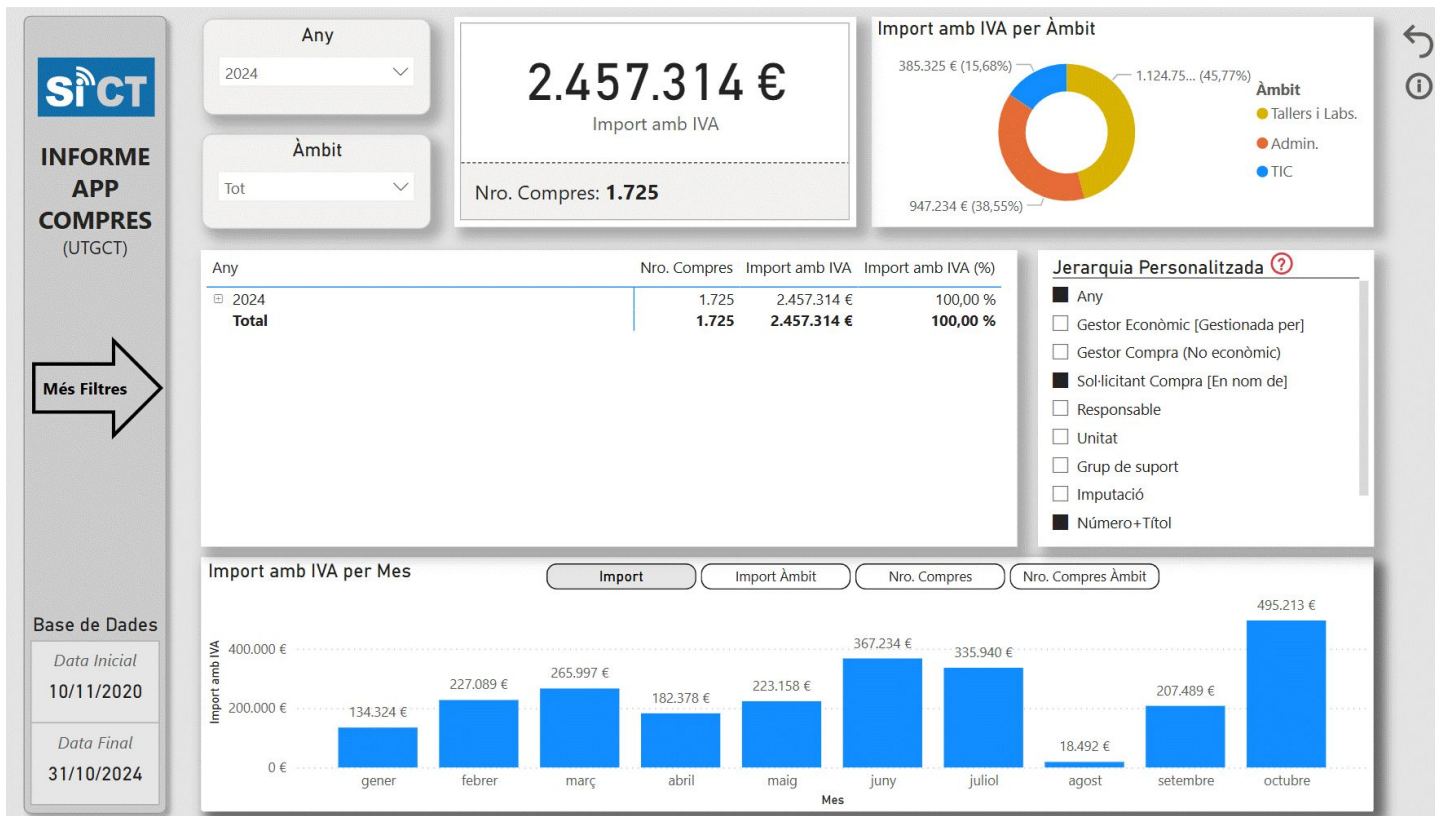 SiCT
INFORME
APP
COMPRES
(UTGCT)
Més Filtres
Base de Dades
Data Inicial
10/11/2020
Data Final
31/10/2024
Any
2024
Àmbit
Tot
2.457.314 €
Import amb IVA
Nro. Compres: 1.725
Import amb IVA per Àmbit
385.325 € (15,68%)
1.124.75... (45,77%)
947.234 € (38,55%)
Àmbit
Tallers i Labs.
Admin.
TIC
Any Nro. Compres Import amb IVA Import amb IVA (%)
2024 1.725 2.457.314 € 100,00 %
Total 1.725 2.457.314 € 100,00 %
Jerarquia Personalitzada ?
Any
Gestor Econòmic [Gestionada per]
Gestor Compra (No econòmic)
Sol·licitant Compra [En nom de]
Responsable
Unitat
Grup de suport
Imputació
Número+Títol
Import amb IVA per Mes
Import Import Àmbit Nro. Compres Nro. Compres Àmbit
Import amb IVA
400.000 €
200.000 €
0 €
134.324 € 227.089 € 265.997 € 182.378 € 223.158 € 367.234 € 335.940 € 18.492 € 207.489 € 495.213 €
gener febrer març abril maig juny juliol agost setembre octubre
Mes